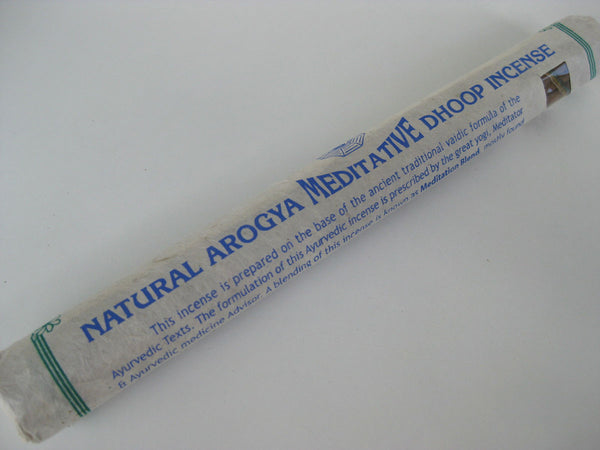 NATURAL AROGYA MEDITATIVE DHOOP INCENSE
This incense is prepared on the base of the ancient traditional vaidic formula of the
Ayurvedic Texts. The formulation of this Ayurvedic incense is prescribed by the great yogi, Meditator
& Ayurvedic medicine Advisor. A blending of this incense is known as Meditation Blend mostly found